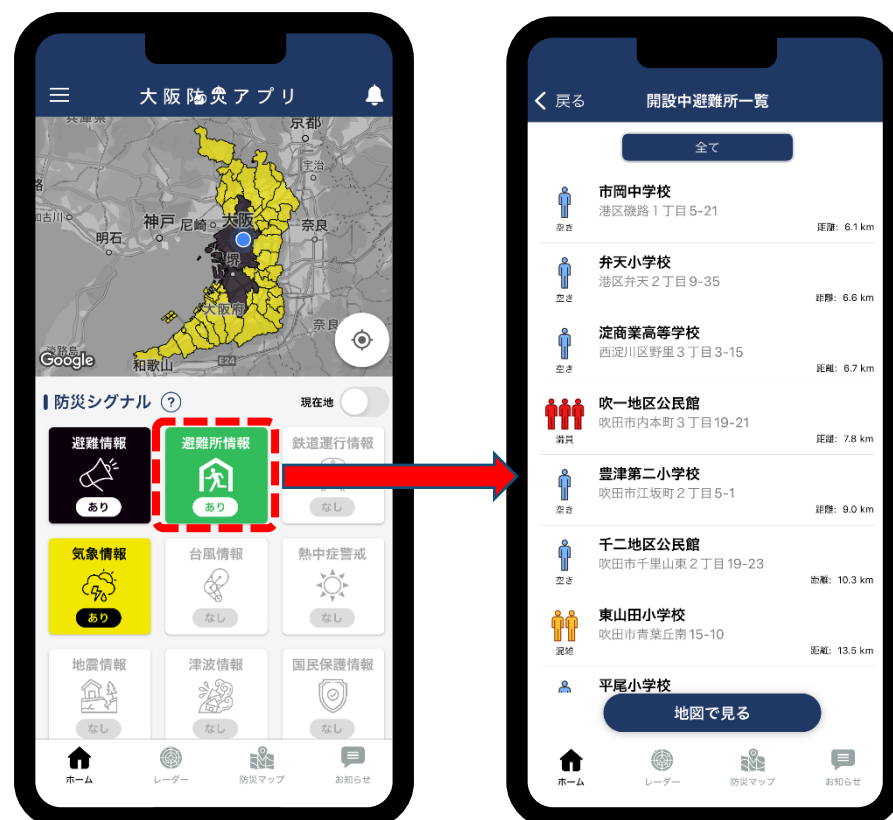 大阪防災アプリ
兵庫県
京都
宇治
神戸
尼崎
大阪
奈良
明石
堺
大阪府
奈良
淡路島
和歌山
E24
Google
防災シグナル ?
現在地
避難情報
あり
避難所情報
あり
鉄道運行情報
なし
気象情報
あり
台風情報
なし
熱中症警戒
なし
地震情報
なし
津波情報
なし
国民保護情報
なし
ホーム
レーダー
防災マップ
お知らせ
戻る
開設中避難所一覧
全て
市岡中学校
港区磯路1丁目5-21
空き
距離: 6.1 km
弁天小学校
港区弁天2丁目9-35
空き
距離: 6.6 km
淀商業高等学校
西淀川区野里3丁目3-15
空き
距離: 6.7 km
吹一地区公民館
吹田市内本町3丁目19-21
満員
距離: 7.8 km
豊津第二小学校
吹田市江坂町2丁目5-1
空き
距離: 9.0 km
千二地区公民館
吹田市千里山東2丁目19-23
空き
距離: 10.3 km
東山田小学校
吹田市青葉丘南15-10
混雑
距離: 13.5 km
平尾小学校
地図で見る
ホーム
レーダー
防災マップ
お知らせ